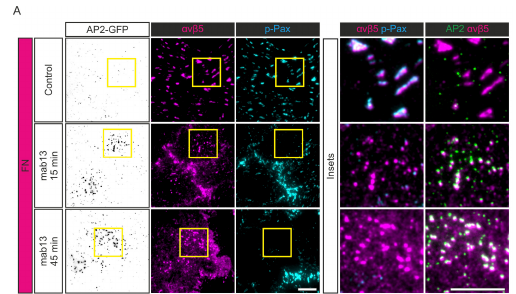 A
AP2-GFP
αvβ5
p-Pax
αvβ5 p-Pax
AP2 αvβ5
FN
Control
mab13
15 min
mab13
45 min
Insets